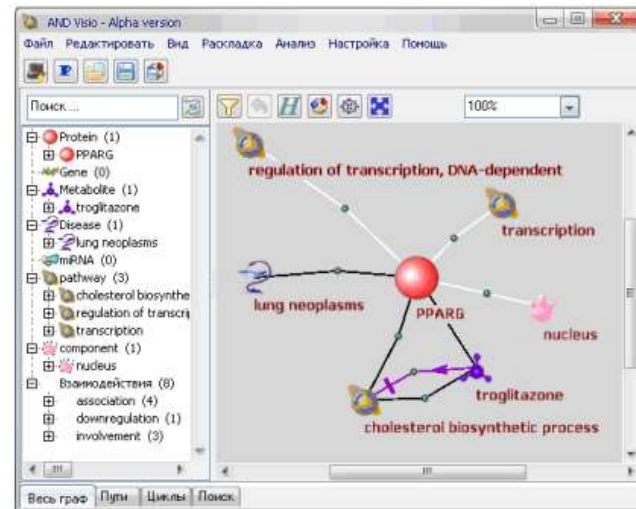 AND Visio - Alpha version
Файл Редактировать Вид Раскладка Анализ Настройка Помощь
Поиск ...
100%
Protein (1)
PPARG
Gene (0)
Metabolite (1)
troglitazone
Disease (1)
lung neoplasms
miRNA (0)
pathway (3)
cholesterol biosynthe
regulation of transcri
transcription
component (1)
nucleus
Взаимодействия (8)
association (4)
downregulation (1)
involvement (3)
regulation of transcription, DNA-dependent
transcription
lung neoplasms
PPARG
nucleus
troglitazone
cholesterol biosynthetic process
Весь граф Пути Циклы Поиск